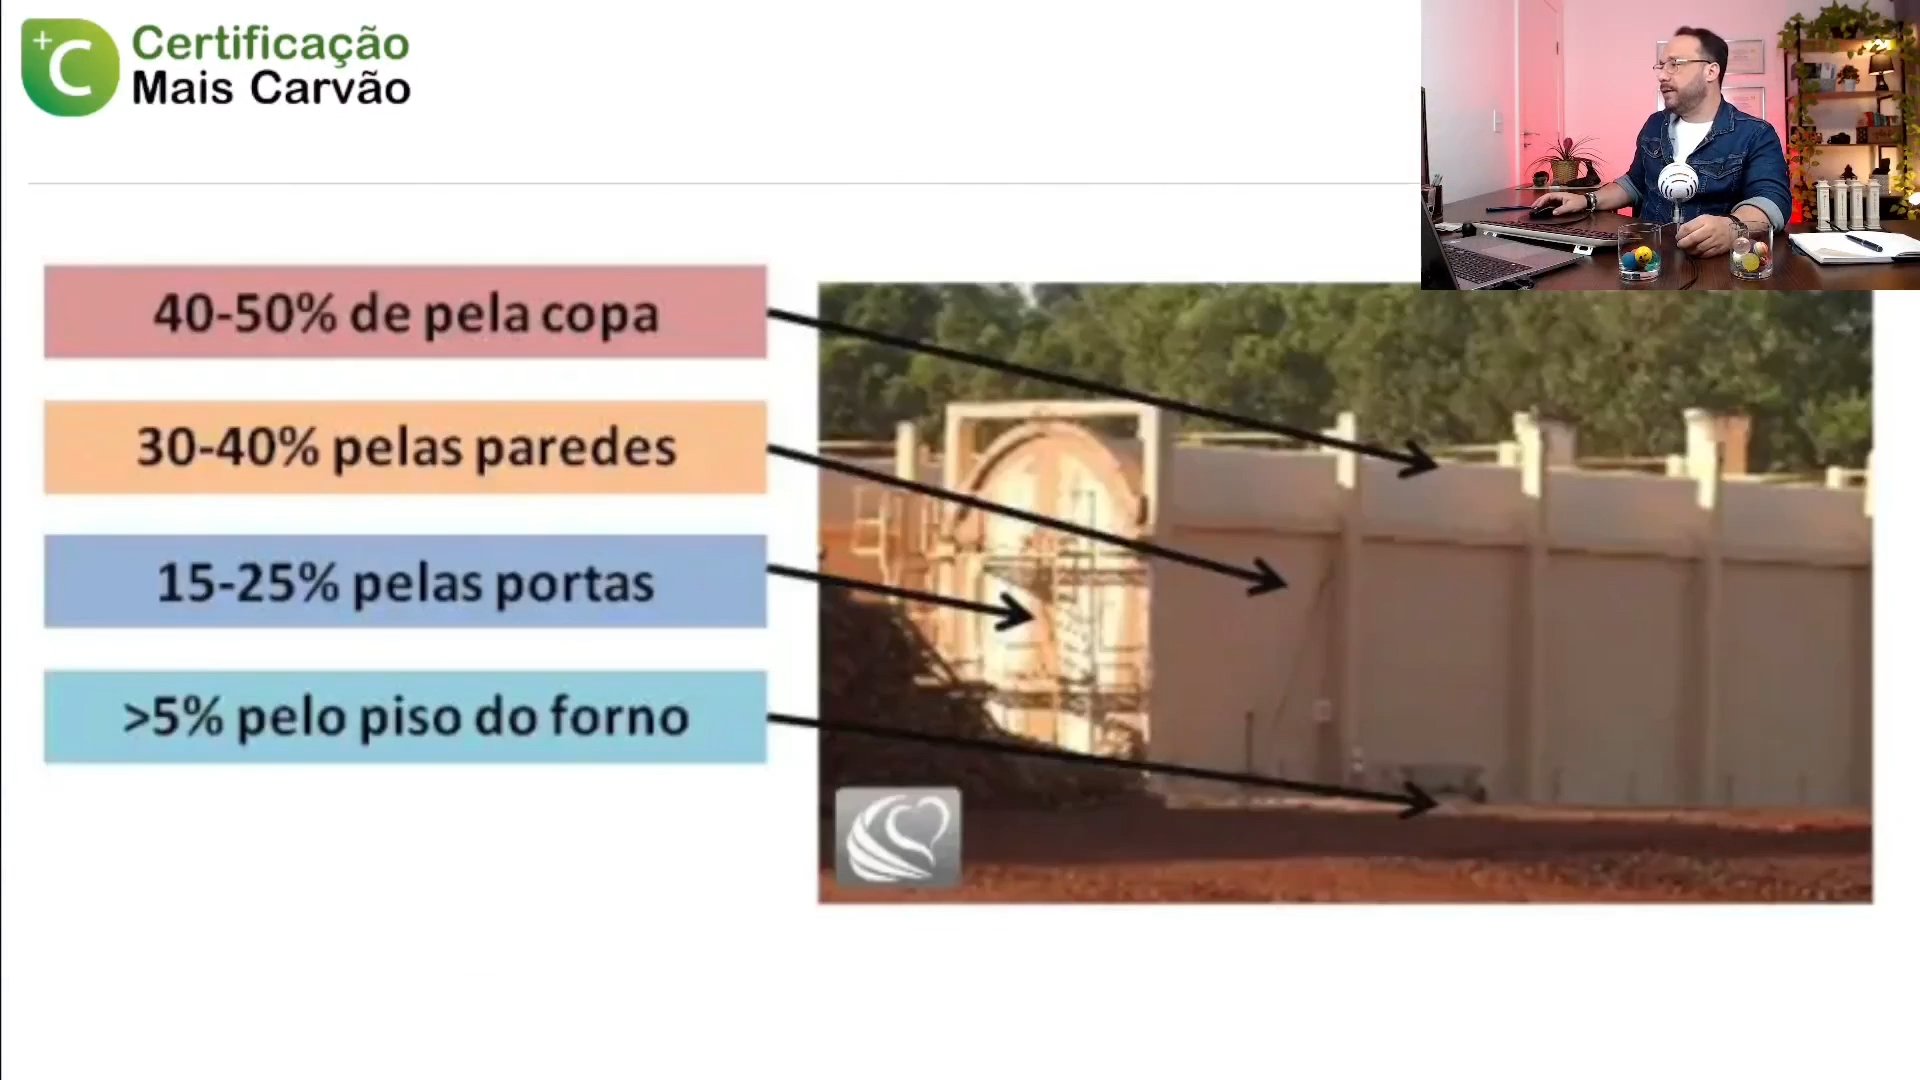 Certificação
Mais Carvão
40-50% de pela copa
30-40% pelas paredes
15-25% pelas portas
>5% pelo piso do forno